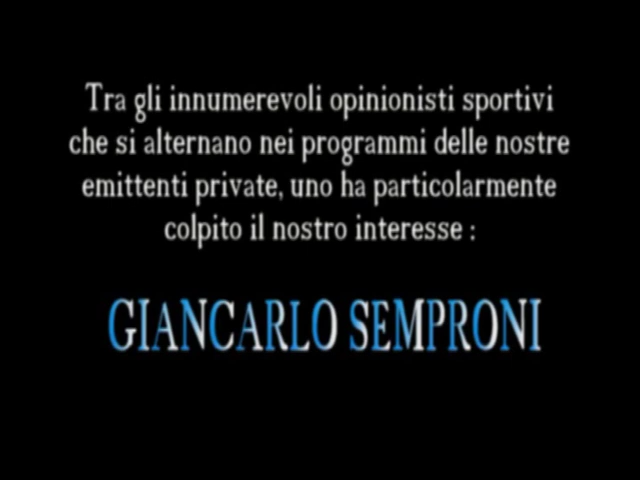 Tra gli innumerevoli opinionisti sportivi
che si alternano nei programmi delle nostre
emittenti private, uno ha particolarmente
colpito il nostro interesse :
GIANCARLO SEMPRONI